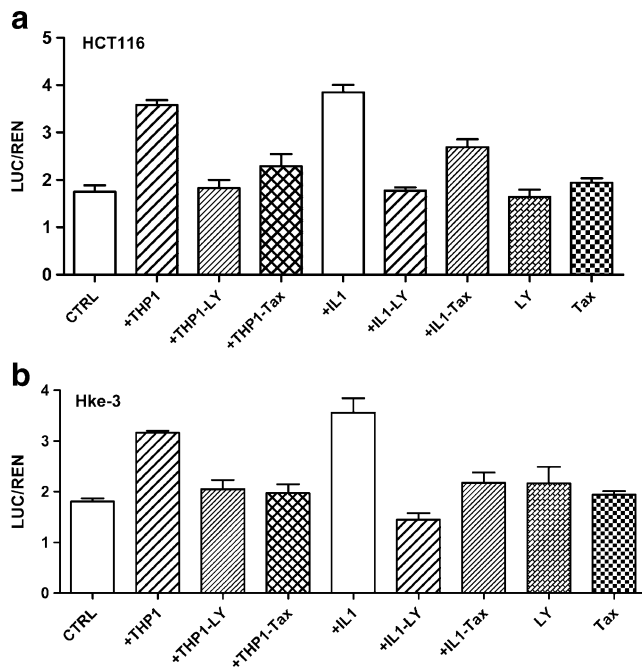 a
HCT116
LUC/REN
5
4
3
2
1
0
CTRL
+THP1
+THP1-LY
+THP1-Tax
+IL1
+IL1-LY
+IL1-Tax
LY
Tax
b
Hke-3
LUC/REN
4
3
2
1
0
CTRL
+THP1
+THP1-LY
+THP1-Tax
+IL1
+IL1-LY
+IL1-Tax
LY
Tax